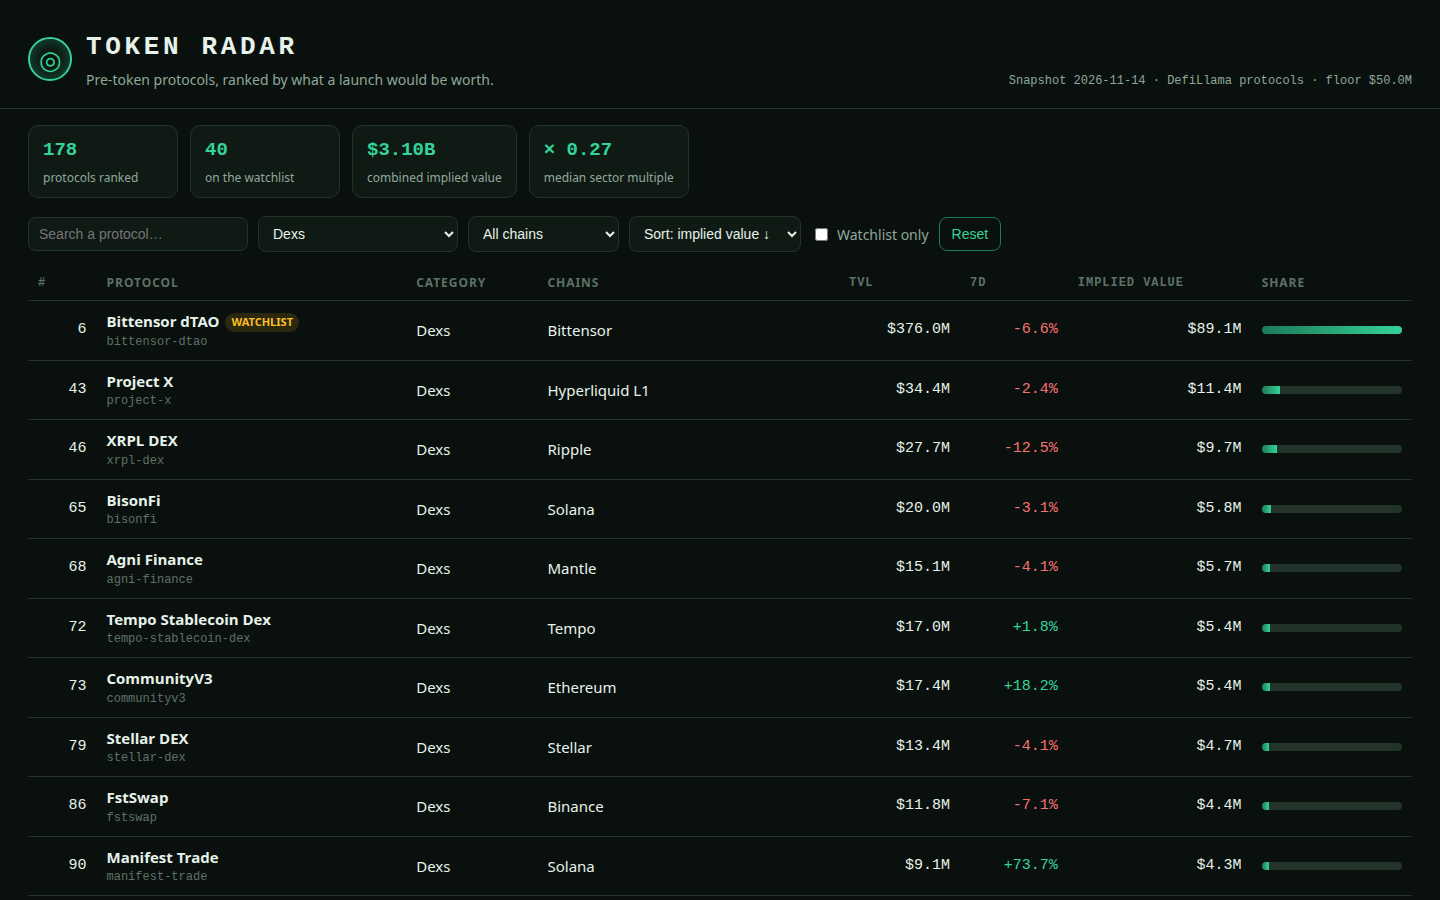 TOKEN RADAR
Pre-token protocols, ranked by what a launch would be worth.
Snapshot 2026-11-14 · DefiLlama protocols · floor $50.0M
178
protocols ranked
40
on the watchlist
$3.10B
combined implied value
× 0.27
median sector multiple
Search a protocol…
Dexs
All chains
Sort: implied value ↓
Watchlist only
Reset
# PROTOCOL CATEGORY CHAINS TVL 7D IMPLIED VALUE SHARE
6 Bittensor dTAO WATCHLIST Dexs Bittensor $376.0M -6.6% $89.1M
bittensor-dtao
43 Project X Dexs Hyperliquid L1 $34.4M -2.4% $11.4M
project-x
46 XRPL DEX Dexs Ripple $27.7M -12.5% $9.7M
xrpl-dex
65 BisonFi Dexs Solana $20.0M -3.1% $5.8M
bisonfi
68 Agni Finance Dexs Mantle $15.1M -4.1% $5.7M
agni-finance
72 Tempo Stablecoin Dex Dexs Tempo $17.0M +1.8% $5.4M
tempo-stablecoin-dex
73 CommunityV3 Dexs Ethereum $17.4M +18.2% $5.4M
communityv3
79 Stellar DEX Dexs Stellar $13.4M -4.1% $4.7M
stellar-dex
86 FstSwap Dexs Binance $11.8M -7.1% $4.4M
fstswap
90 Manifest Trade Dexs Solana $9.1M +73.7% $4.3M
manifest-trade